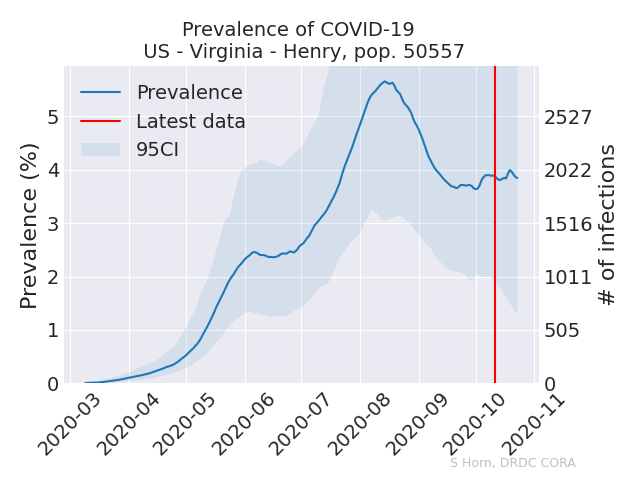 Prevalence of COVID-19
US - Virginia - Henry, pop. 50557
Prevalence
Latest data
95CI
Prevalence (%)
5
4
3
2
1
0
2527
2022
1516
1011
505
0
# of infections
2020-03
2020-04
2020-05
2020-06
2020-07
2020-08
2020-09
2020-10
2020-11
S Horn, DRDC CORA